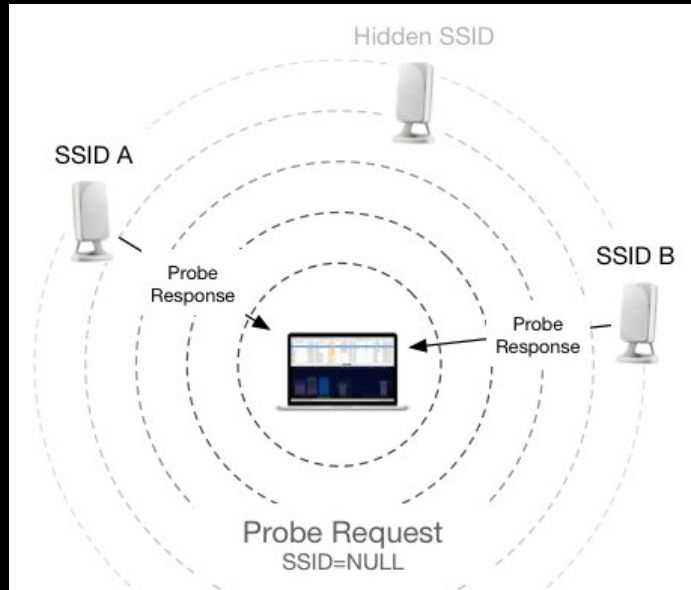 Hidden SSID
SSID A
SSID B
Probe
Response
Probe
Response
Probe Request
SSID=NULL